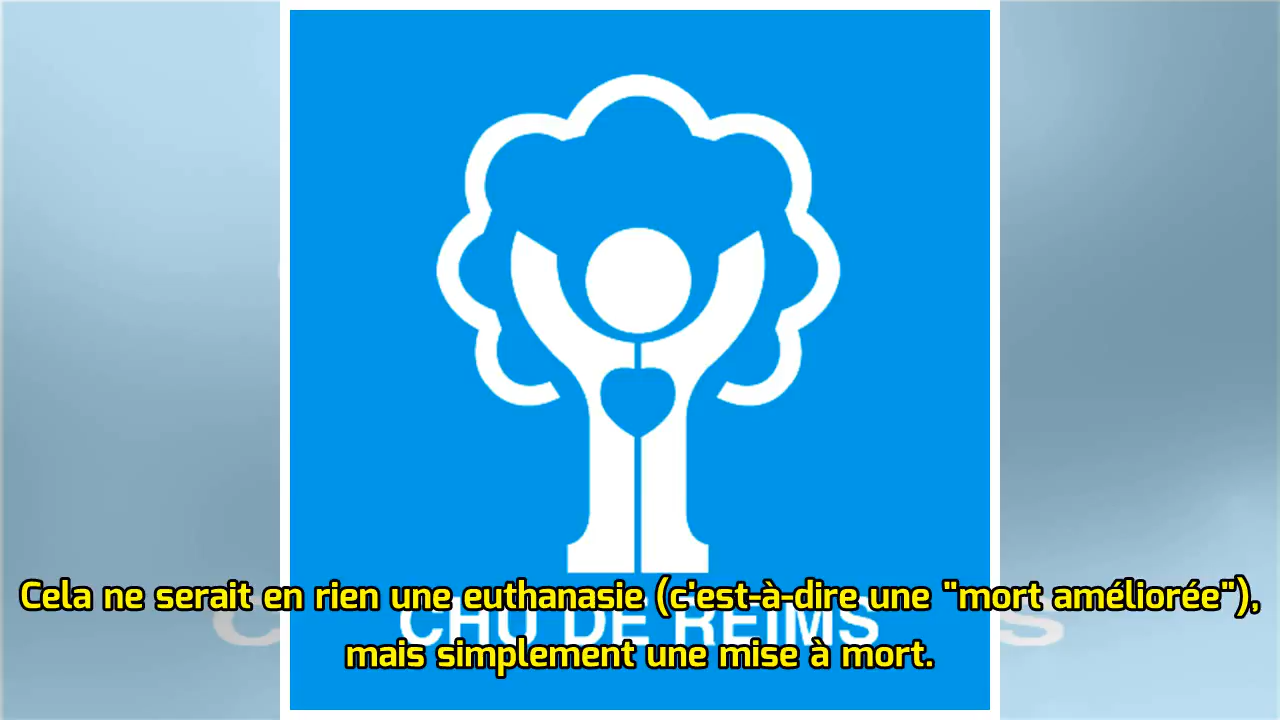 Cela ne serait en rien une euthanasie (c'est-à-dire une "mort améliorée"),
CHU DE REIMS
mais simplement une mise à mort.